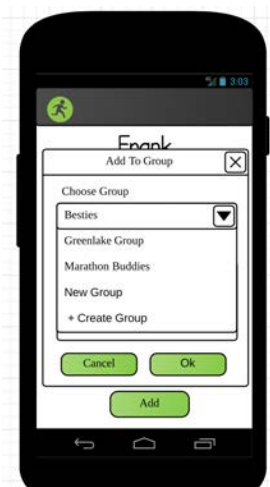 3:03
Frank
Add To Group
Choose Group
Besties
Greenlake Group
Marathon Buddies
New Group
+ Create Group
Cancel Ok
Add